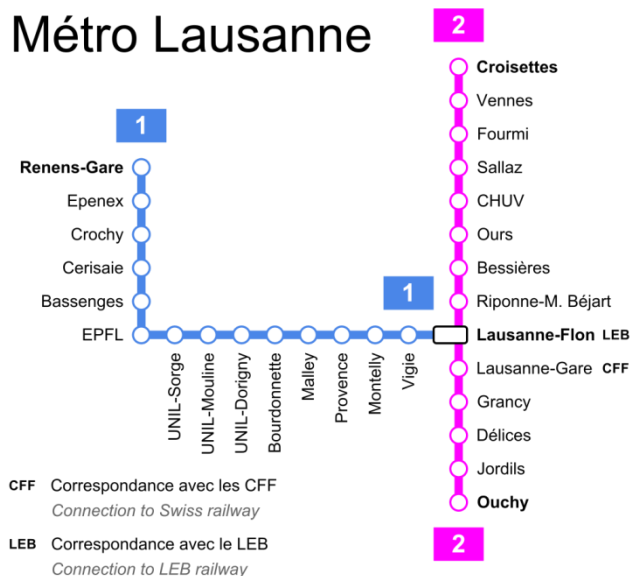 Métro Lausanne
2
Croisettes
Vennes
Fourmi
Sallaz
CHUV
Ours
Bessières
Riponne-M. Béjart
Lausanne-Flon LEB
Lausanne-Gare CFF
Grancy
Délices
Jordils
Ouchy
2
1
Renens-Gare
Epenex
Crochy
Cerisaie
Bassenges
EPFL
UNIL-Sorge
UNIL-Mouline
UNIL-Dorigny
Bourdonnette
Malley
Provence
Montelly
Vigie
1
CFF Correspondance avec les CFF
Connection to Swiss railway
LEB Correspondance avec le LEB
Connection to LEB railway